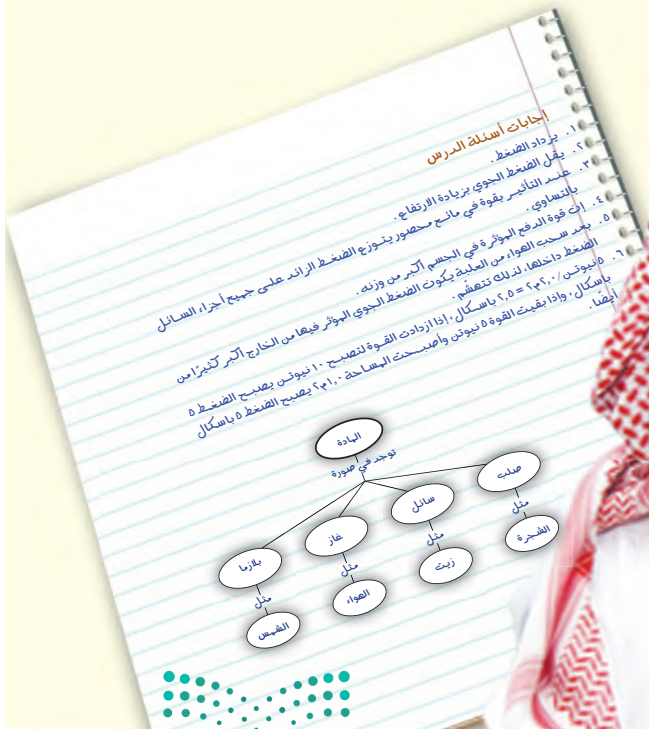 إجابات أسئلة الدرس
١. يزداد الضغط.
٢. يقل الضغط الجوي بزيادة الارتفاع.
٣. عند التأثير بقوة في مائع محصور يتوزع الضغط الزائد على جميع أجزاء السائل
بالتساوي.
٤. إن قوة الدفع المؤثرة في الجسم أكبر من وزنه.
٥. بعد سحب الهواء من العلبة يكون الضغط الجوي المؤثر فيها من الخارج أكبر كثيرًا من
الضغط داخلها، لذلك تتهشم.
٦. ٥ نيوتن/٢,٠م٢ = ٢,٥ باسكال، إذا ازدادت القوة لتصبح ١٠ نيوتن يصبح الضغط ٥
باسكال، وإذا بقيت القوة ٥ نيوتن وأصبحت المساحة ١,٠م٢ يصبح الضغط ٥ باسكال
أيضًا.
المادة
توجد في صورة
صلب
سائل
غاز
بلازما
مثل
مثل
مثل
مثل
الشجرة
زيت
الهواء
الشمس